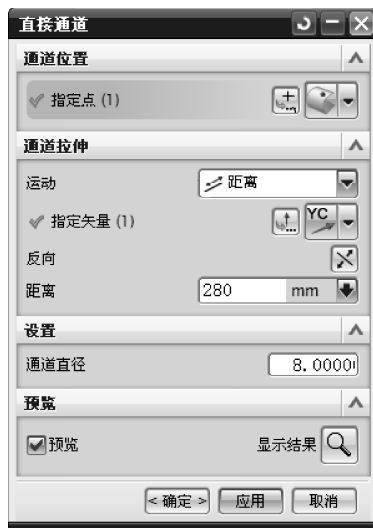 直接通道
通道位置
指定点 (1)
通道拉伸
运动 距离
指定矢量 (1) YC
反向
距离 280 mm
设置
通道直径 8.0000
预览
预览 显示结果
< 确定 > 应用 取消